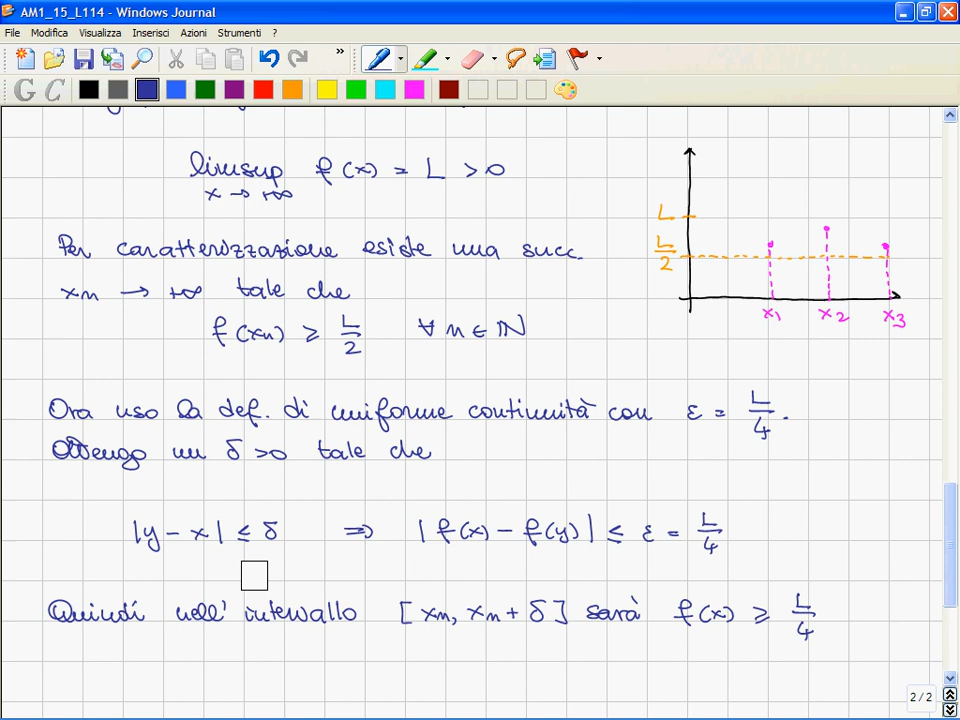 AM1_15_L114 - Windows Journal
File Modifica Visualizza Inserisci Azioni Strumenti ?
limsup f(x) = L > 0
x → +∞
Per caratterizzazione esiste una succ.
xn → +∞ tale che
f(xn) ≥ L/2 ∀ n ∈ ℕ
L
L/2
x1 x2 x3
Ora uso la def. di uniforme continuità con ε = L/4.
Ottengo un δ > 0 tale che
|y - x| ≤ δ ⇒ |f(x) - f(y)| ≤ ε = L/4
Quindi nell' intervallo [xn, xn + δ] sarà f(x) ≥ L/4
2 / 2